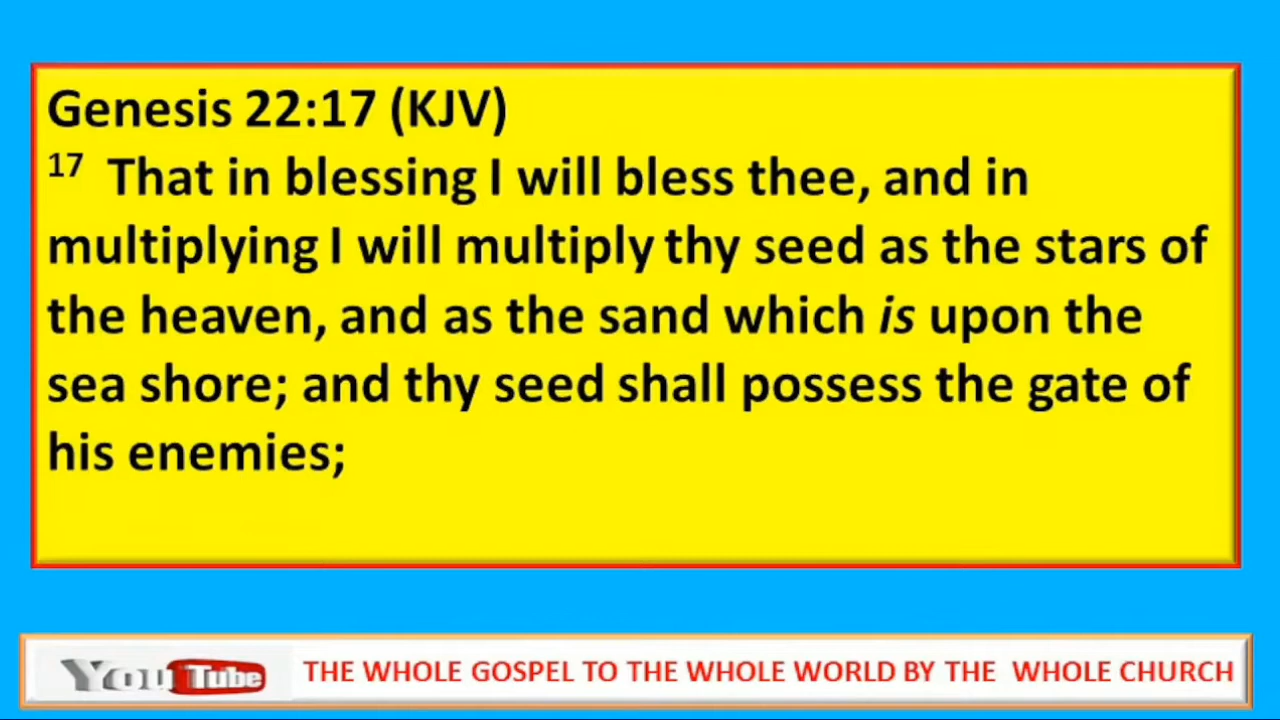 Genesis 22:17 (KJV)
17 That in blessing I will bless thee, and in
multiplying I will multiply thy seed as the stars of
the heaven, and as the sand which is upon the
sea shore; and thy seed shall possess the gate of
his enemies;
YouTube THE WHOLE GOSPEL TO THE WHOLE WORLD BY THE WHOLE CHURCH